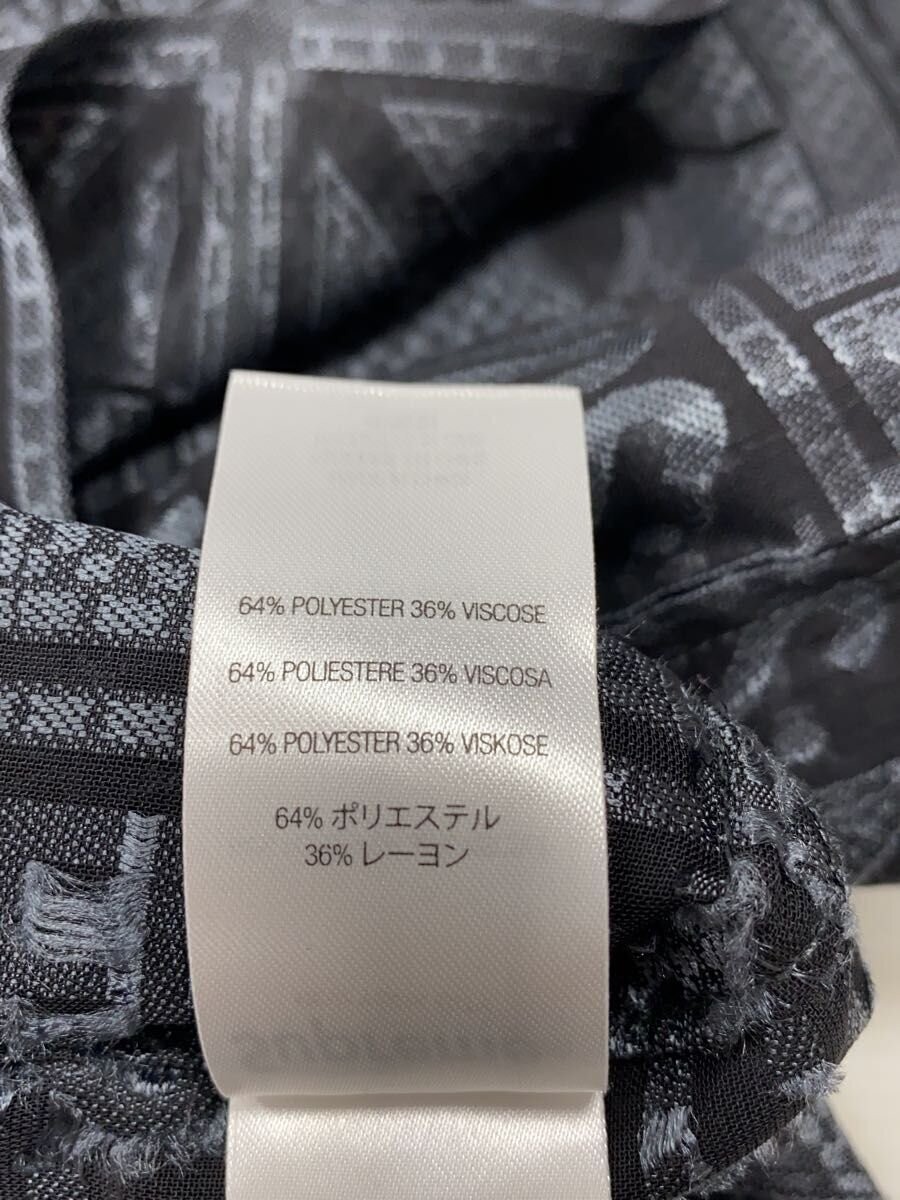 64% POLYESTER 36% VISCOSE
64% POLIESTERE 36% VISCOSA
64% POLYESTER 36% VISKOSE
64% ポリエステル
36% レーヨン